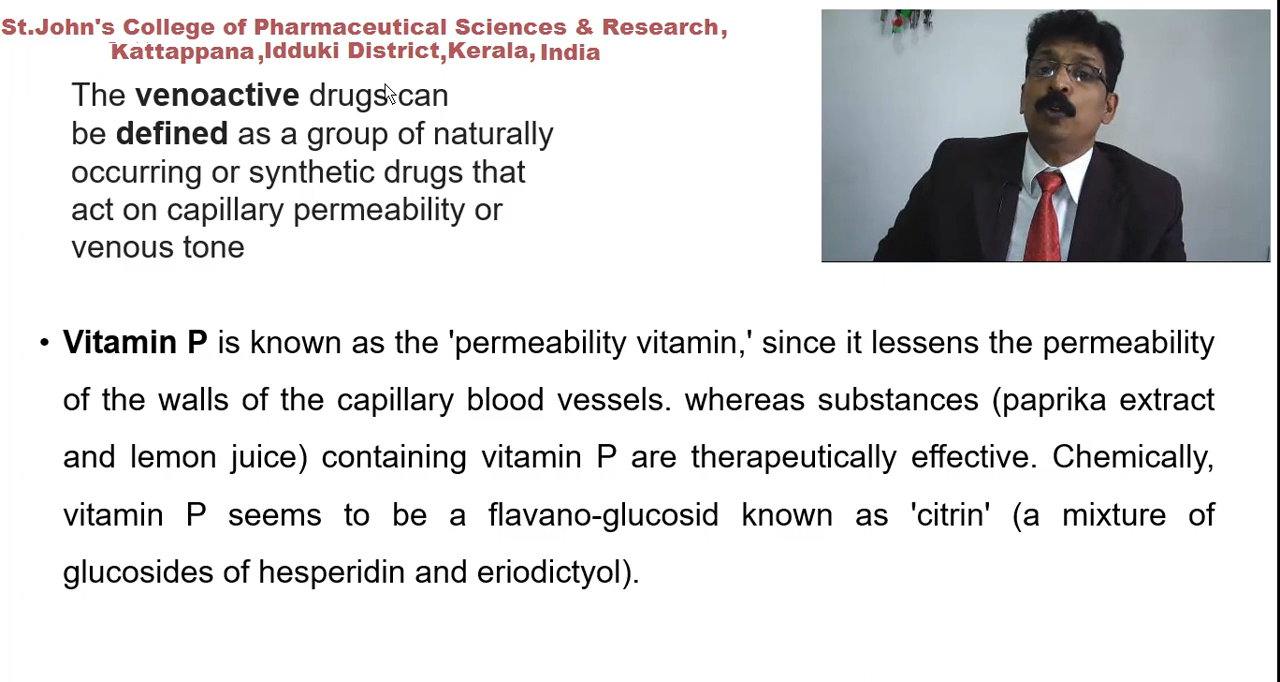 St.John's College of Pharmaceutical Sciences & Research,
Kattappana,Idduki District,Kerala, India
The venoactive drugs can
be defined as a group of naturally
occurring or synthetic drugs that
act on capillary permeability or
venous tone
• Vitamin P is known as the 'permeability vitamin,' since it lessens the permeability
of the walls of the capillary blood vessels. whereas substances (paprika extract
and lemon juice) containing vitamin P are therapeutically effective. Chemically,
vitamin P seems to be a flavano-glucosid known as 'citrin' (a mixture of
glucosides of hesperidin and eriodictyol).